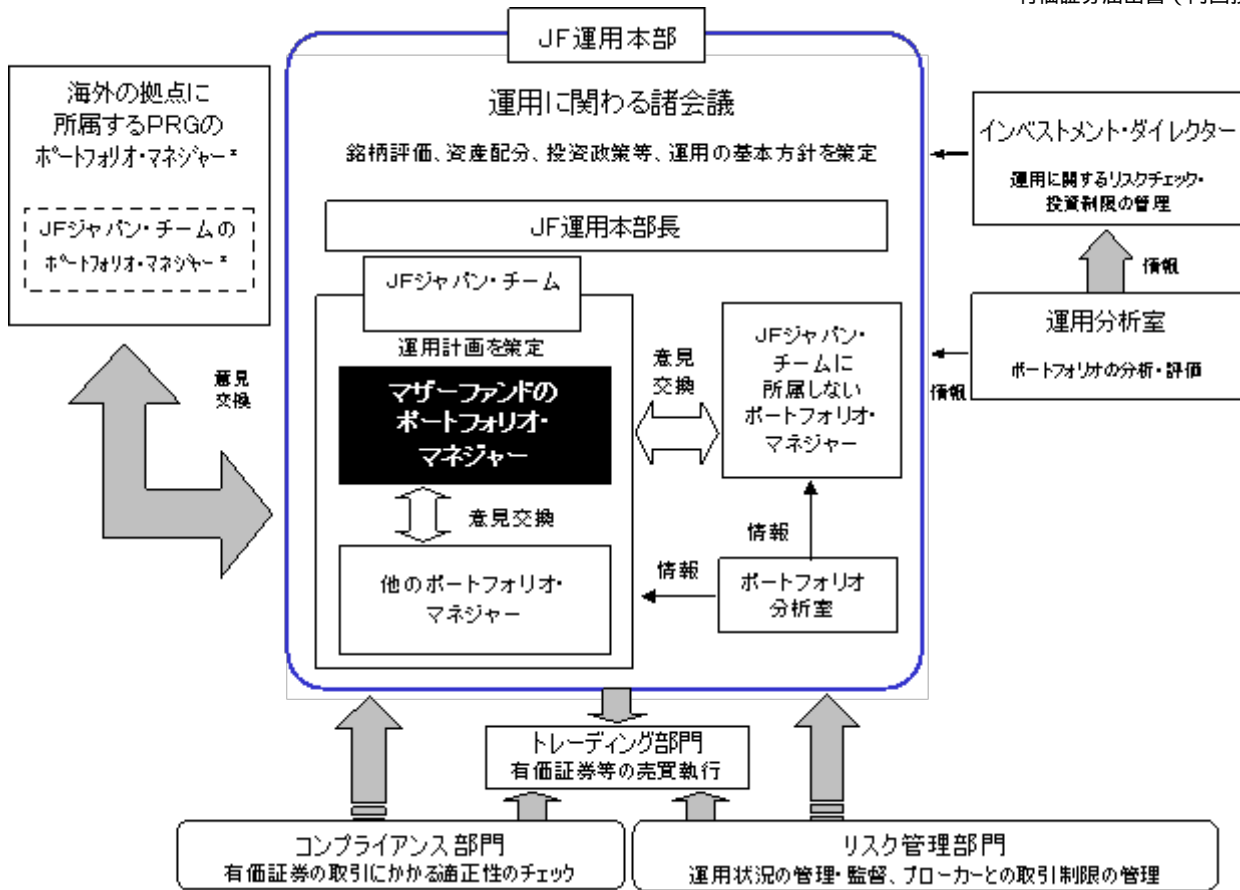 JF運用本部
海外の拠点に
所属するPRGの
ポートフォリオ・マネジャー*
JFジャパン・チームの
ポートフォリオ・マネジャー*
意見
交換
運用に関わる諸会議
銘柄評価、資産配分、投資政策等、運用の基本方針を策定
JF運用本部長
JFジャパン・チーム
運用計画を策定
マザーファンドの
ポートフォリオ・
マネジャー
意見交換
他のポートフォリオ・
マネジャー
意見
交換
JFジャパン・
チームに
所属しない
ポートフォリオ・
マネジャー
情報
情報
ポートフォリオ
分析室
インベストメント・ダイレクター
運用に関するリスクチェック・
投資制限の管理
情報
運用分析室
ポートフォリオの分析・評価
情報
トレーディング部門
有価証券等の売買執行
コンプライアンス部門
有価証券の取引にかかる適正性のチェック
リスク管理部門
運用状況の管理・監督、ブローカーとの取引制限の管理